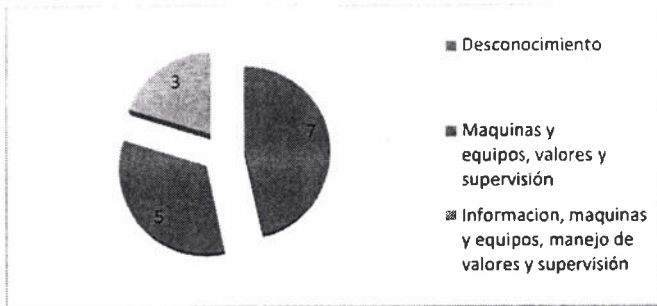 3
7
5
Desconocimiento
Maquinas y
equipos, valores y
supervisión
Informacion, maquinas
y equipos, manejo de
valores y supervisión